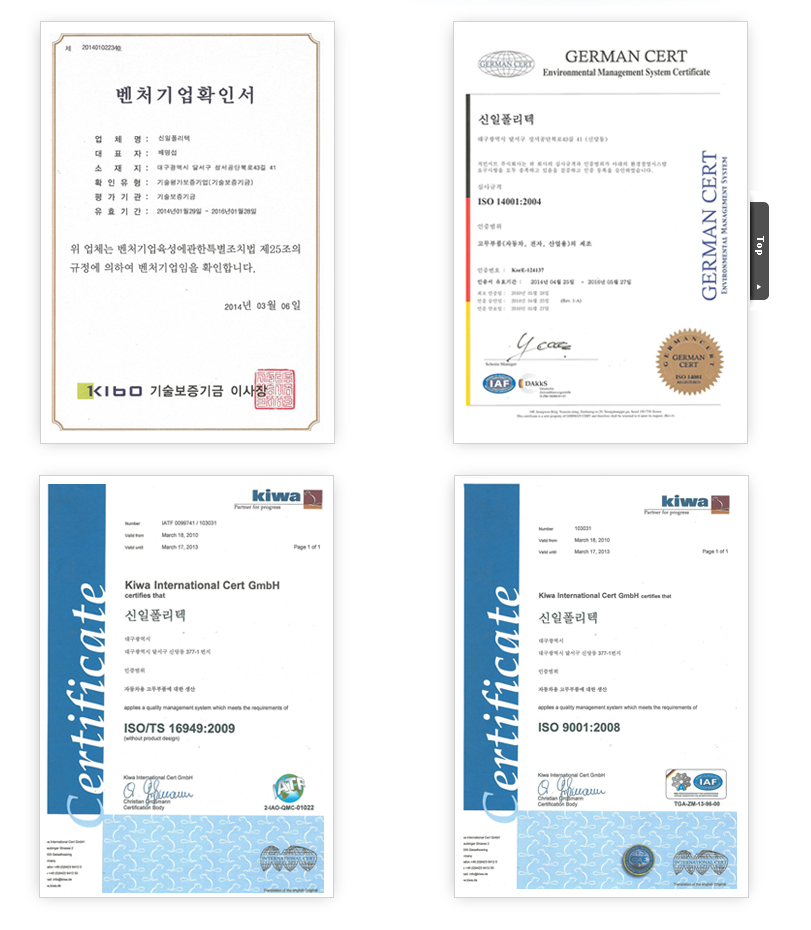 제 2014010223호
벤처기업확인서
업 체 명 : 신일폴리텍
대 표 자 : 배명섭
소 재 지 : 대구광역시 달서구 성서공단북로43길 41
확 인 유 형 : 기술평가보증기업(기술보증기금)
평 가 기 관 : 기술보증기금
유 효 기 간 : 2014년01월29일 ~ 2016년01월28일
위 업체는 벤처기업육성에관한특별조치법 제25조의
규정에 의하여 벤처기업임을 확인합니다.
2014년 03월 06일
KIBO 기술보증기금 이사장
GERMAN CERT
GERMAN CERT
Environmental Management System Certificate
신일폴리텍
대구광역시 달서구 성서공단북로43길 41 (신당동)
심사규격
ISO 14001:2004
인증범위
고무부품(자동차, 전자, 산업용)의 제조
인증번호 : KorE-124137
인증서 유효기간 : 2014년 04월 25일 ~ 2016년 05월 27일
(Rev. 1-A)
Scheme Manager
IAF
DAkkS
GERMAN CERT
ENVIRONMENTAL MANAGEMENT SYSTEM
GERMAN CERT
GERMAN
CERT
ISO 14001
REGISTERED
Top
kiwa
Partner for progress
Number IATF 0099741 / 103031
Valid from March 18, 2010
Valid until March 17, 2013
Page 1 of 1
Certificate
Kiwa International Cert GmbH
certifies that
신일폴리텍
대구광역시
대구광역시 달서구 신당동 377-1 번지
인증범위
자동차용 고무부품에 대한 생산
applies a quality management system which meets the requirements of
ISO/TS 16949:2009
(without product design)
Kiwa International Cert GmbH
Christian Großmann
Certification Body
IATF
2-IAO-QMC-01022
INTERNATIONAL CERT
Translation of the English Original
kiwa
Partner for progress
Number 103031
Valid from March 18, 2010
Valid until March 17, 2013
Page 1 of 1
Certificate
Kiwa International Cert GmbH certifies that
신일폴리텍
대구광역시
대구광역시 달서구 신당동 377-1번지
인증범위
자동차용 고무부품에 대한 생산
applies a quality management system which meets the requirements of
ISO 9001:2008
Kiwa International Cert GmbH
Christian Großmann
Certification Body
IAF
TGA-ZM-13-96-00
INTERNATIONAL CERT
Translation of the English Original